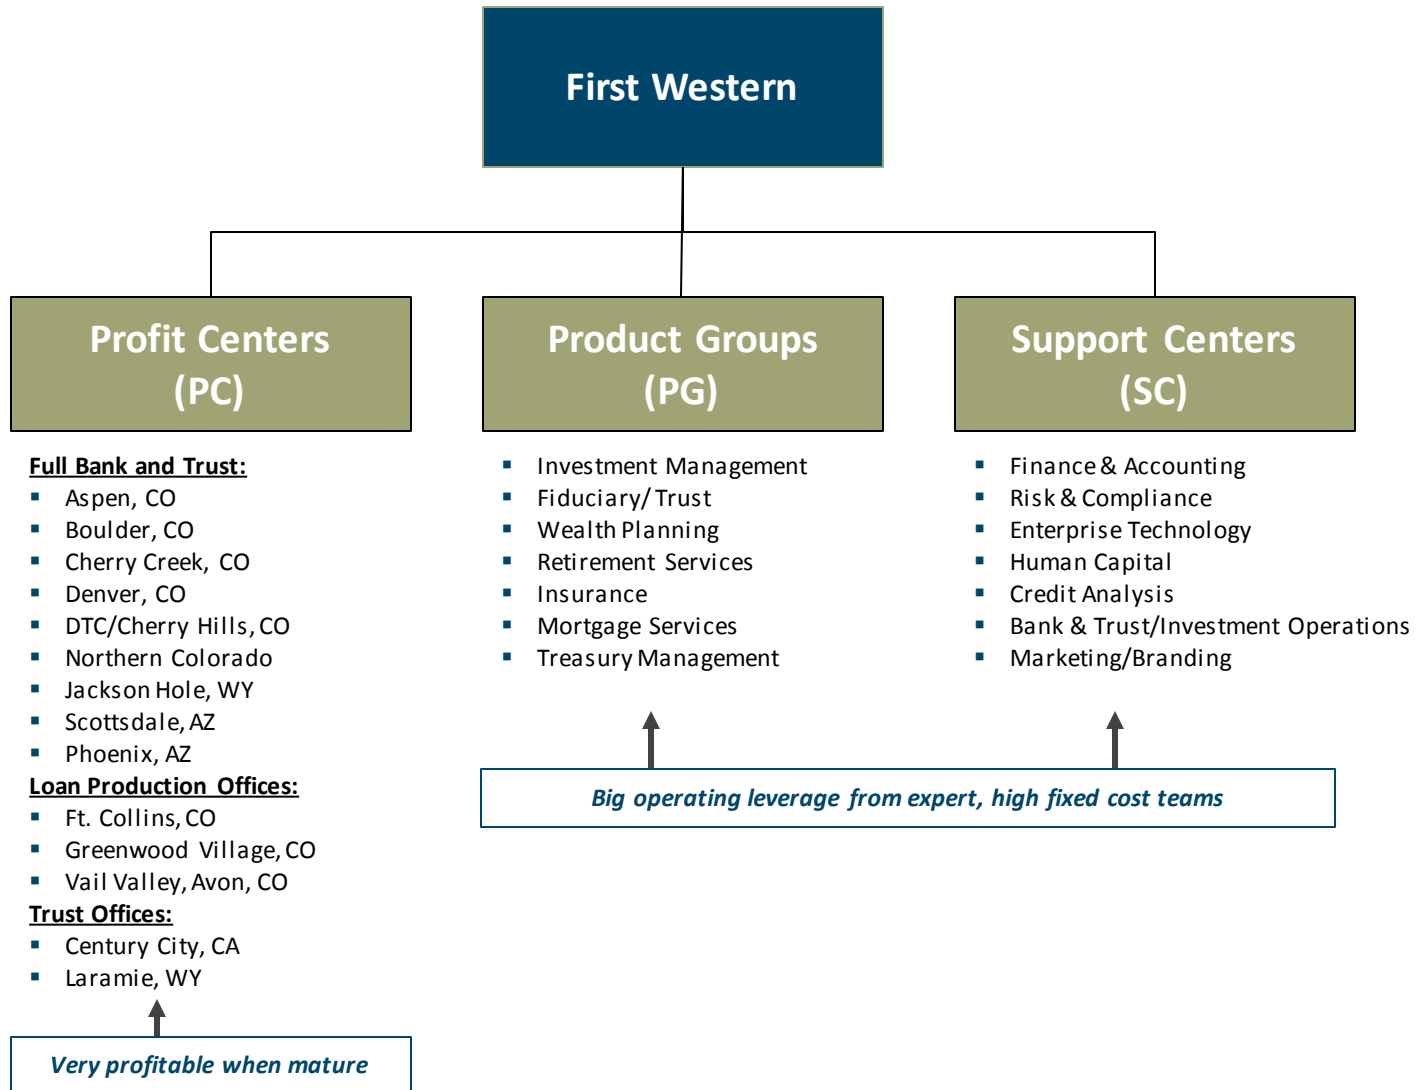 First Western
Profit Centers
(PC)
Full Bank and Trust:
Aspen, CO
Boulder, CO
Cherry Creek, CO
Denver, CO
DTC/Cherry Hills, CO
Northern Colorado
Jackson Hole, WY
Scottsdale, AZ
Phoenix, AZ
Loan Production Offices:
Ft. Collins, CO
Greenwood Village, CO
Vail Valley, Avon, CO
Trust Offices:
Century City, CA
Laramie, WY
Very profitable when mature
Product Groups
(PG)
Investment Management
Fiduciary/ Trust
Wealth Planning
Retirement Services
Insurance
Mortgage Services
Treasury Management
Support Centers
(SC)
Finance & Accounting
Risk & Compliance
Enterprise Technology
Human Capital
Credit Analysis
Bank & Trust/Investment Operations
Marketing/Branding
Big operating leverage from expert, high fixed cost teams